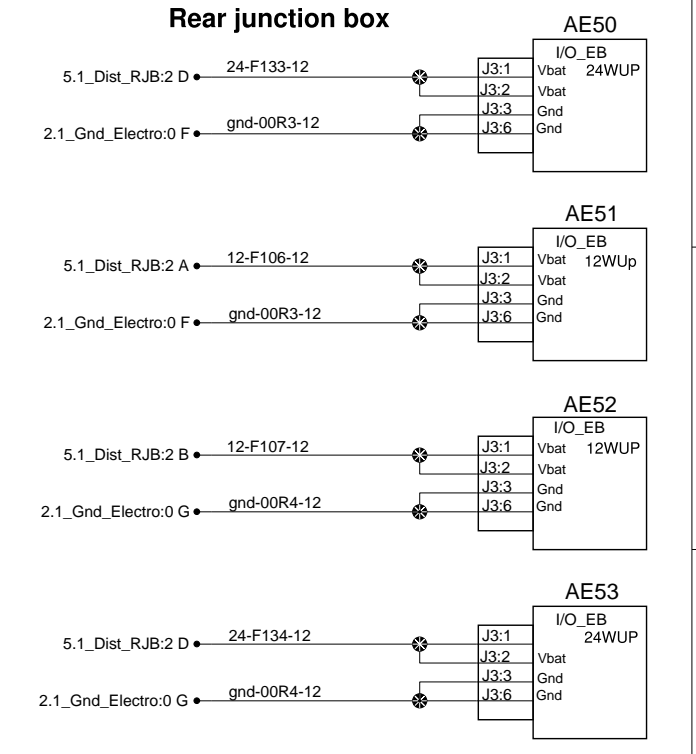 Rear junction box
AE50
I/O_EB
24-F133-12
J3:1
Vbat 24WUP
5.1_Dist_RJB:2 D
J3:2
Vbat
J3:3
Gnd
gnd-00R3-12
J3:6
Gnd
2.1_Gnd_Electro:0 F
AE51
I/O_EB
12-F106-12
J3:1
Vbat 12WUp
5.1_Dist_RJB:2 A
J3:2
Vbat
J3:3
Gnd
gnd-00R3-12
J3:6
Gnd
2.1_Gnd_Electro:0 F
AE52
I/O_EB
12-F107-12
J3:1
Vbat 12WUP
5.1_Dist_RJB:2 B
J3:2
Vbat
J3:3
Gnd
gnd-00R4-12
J3:6
Gnd
2.1_Gnd_Electro:0 G
AE53
I/O_EB
24-F134-12
J3:1
24WUP
5.1_Dist_RJB:2 D
J3:2
Vbat
J3:3
Gnd
gnd-00R4-12
J3:6
Gnd
2.1_Gnd_Electro:0 G